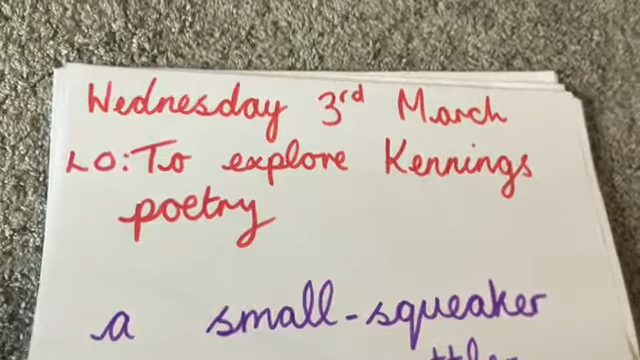 Wednesday 3rd March
LO: To explore Kennings
poetry
a small-squeaker